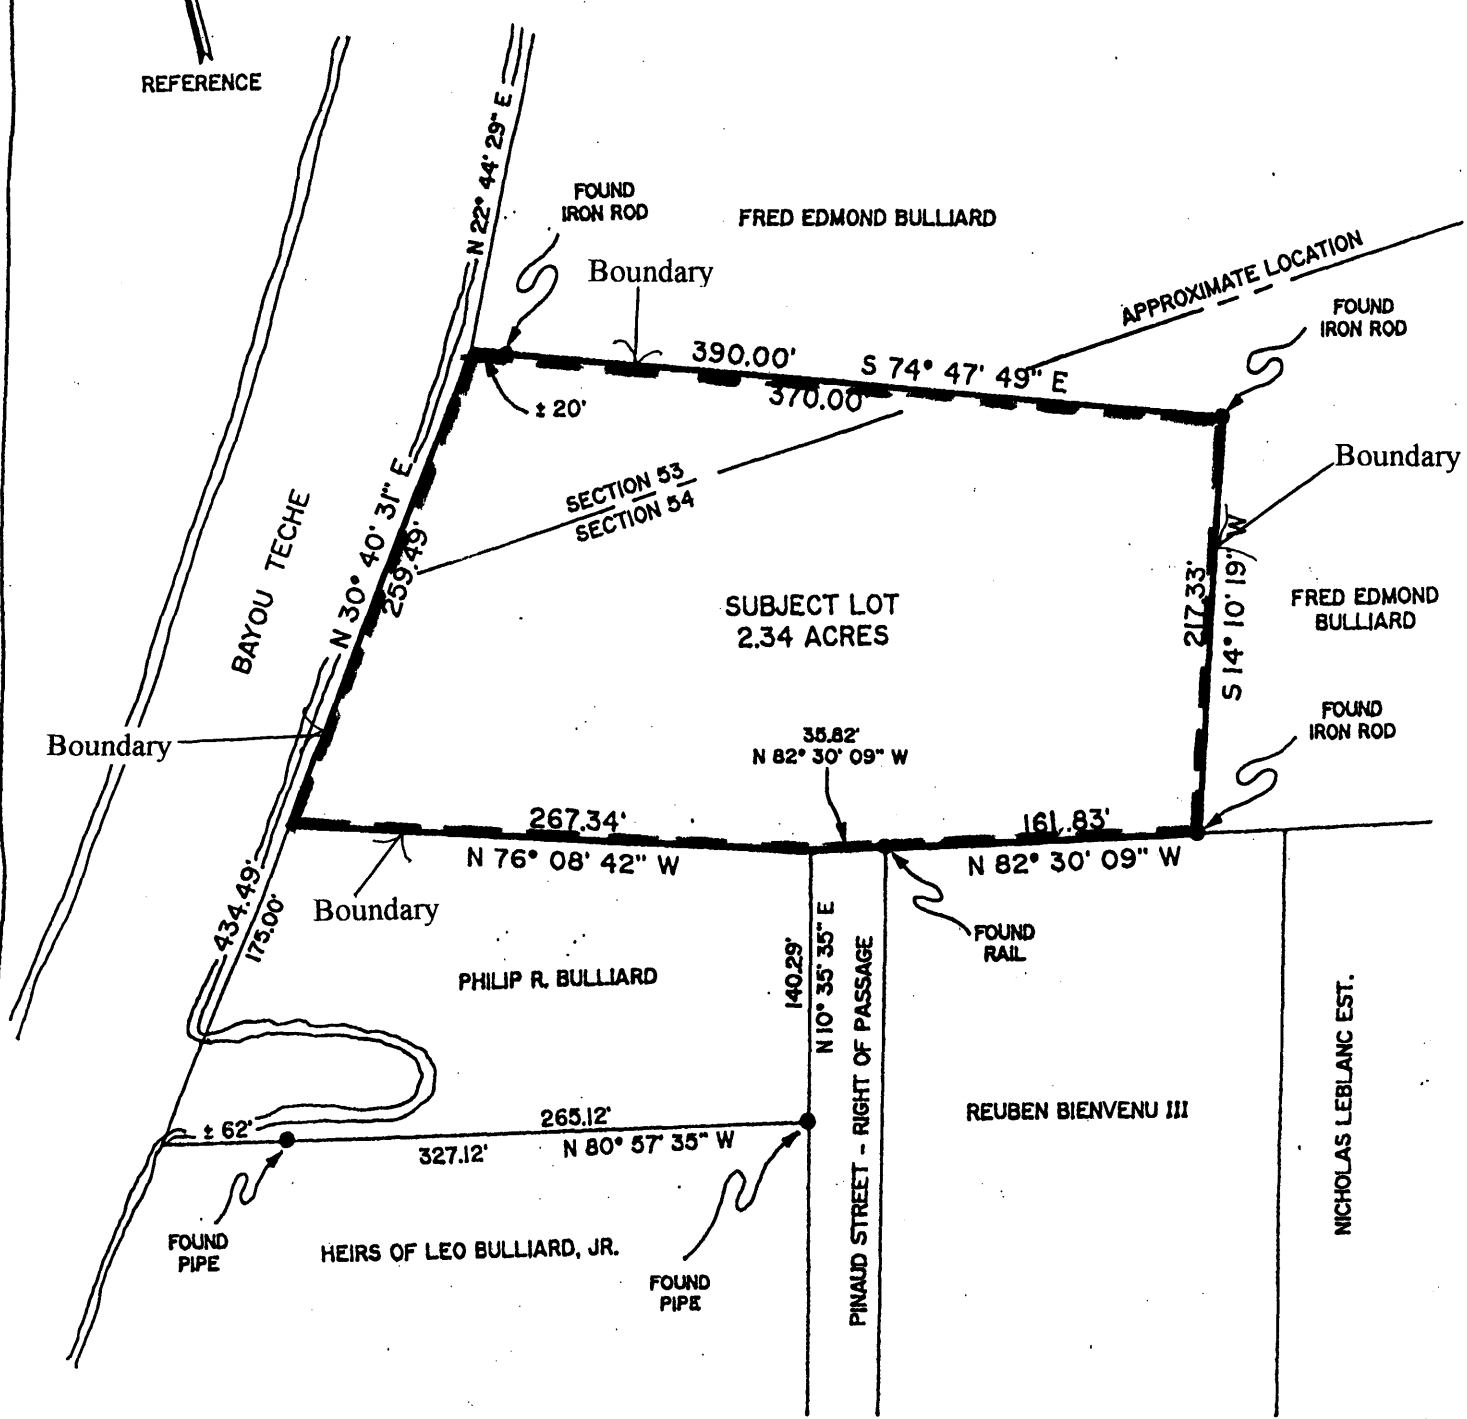 REFERENCE
N 22° 44' 29" E
FOUND
IRON ROD
FRED EDMOND BULLIARD
Boundary
APPROXIMATE LOCATION
FOUND
IRON ROD
390.00'
S 74° 47' 49" E
370.00'
± 20'
Boundary
SECTION 53
SECTION 54
BAYOU TECHE
N 30° 40' 31" E
259.49'
SUBJECT LOT
2.34 ACRES
217.33'
S 14° 10' 19" W
FRED EDMOND
BULLIARD
FOUND
IRON ROD
Boundary
35.82'
N 82° 30' 09" W
267.34'
N 76° 08' 42" W
161.83'
N 82° 30' 09" W
Boundary
434.49'
175.00'
FOUND
RAIL
PHILIP R. BULLIARD
140.29'
N 10° 35' 35" E
PINAUD STREET - RIGHT OF PASSAGE
REUBEN BIENVENU III
NICHOLAS LEBLANC EST.
± 62'
265.12'
327.12'
N 80° 57' 35" W
FOUND
PIPE
HEIRS OF LEO BULLIARD, JR.
FOUND
PIPE